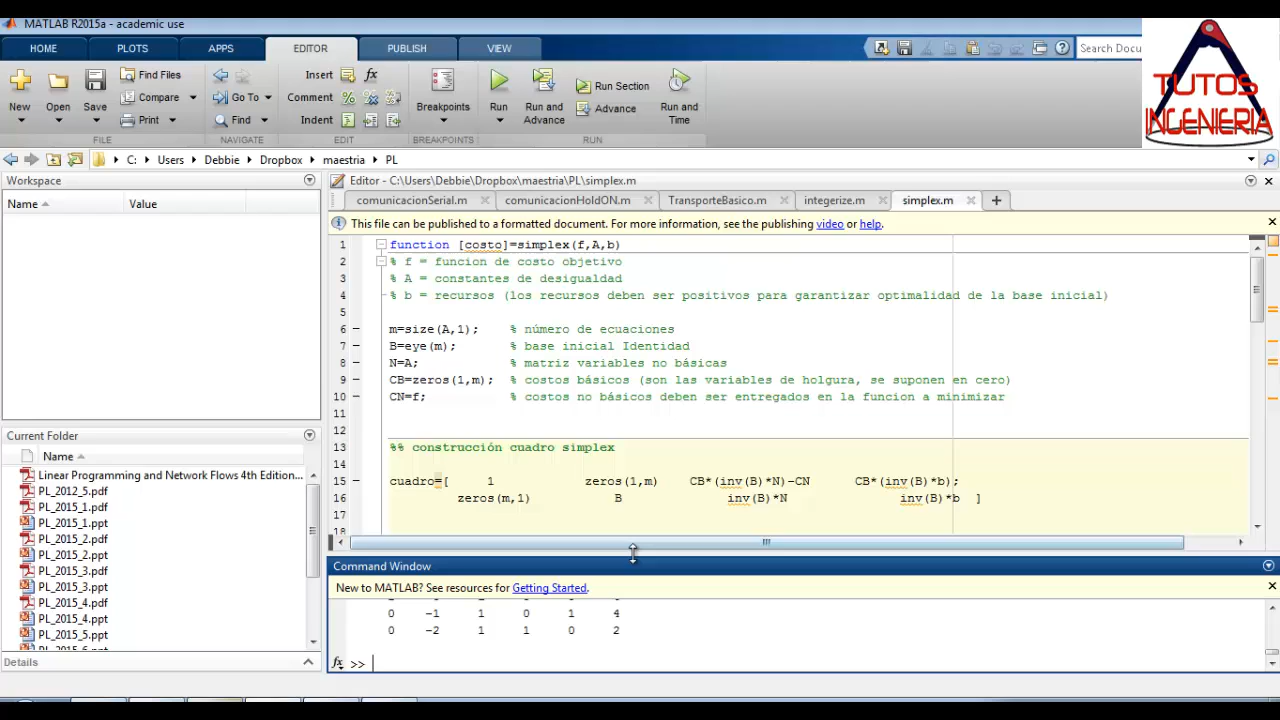 MATLAB R2015a - academic use
HOME PLOTS APPS EDITOR PUBLISH VIEW
Search Docu
TUTOS
INGENIERIA
New Open Save Find Files Compare Print
Go To Find
Insert fx
Comment
Indent
Breakpoints
Run Run and Advance Run Section Advance Run and Time
FILE NAVIGATE EDIT BREAKPOINTS RUN
C: Users Debbie Dropbox maestria PL
Workspace
Name Value
Current Folder
Name
Linear Programming and Network Flows 4th Edition...
PL_2012_5.pdf
PL_2015_1.pdf
PL_2015_1.ppt
PL_2015_2.pdf
PL_2015_2.ppt
PL_2015_3.pdf
PL_2015_3.ppt
PL_2015_4.pdf
PL_2015_4.ppt
PL_2015_5.ppt
Details
Editor - C:\Users\Debbie\Dropbox\maestria\PL\simplex.m
comunicacionSerial.m comunicacionHoldON.m TransporteBasico.m integerize.m simplex.m
This file can be published to a formatted document. For more information, see the publishing video or help.
1 function [costo]=simplex(f,A,b)
2 % f = funcion de costo objetivo
3 % A = constantes de desigualdad
4 % b = recursos (los recursos deben ser positivos para garantizar optimalidad de la base inicial)
5
6 m=size(A,1); % número de ecuaciones
7 B=eye(m); % base inicial Identidad
8 N=A; % matriz variables no básicas
9 CB=zeros(1,m); % costos básicos (son las variables de holgura, se suponen en cero)
10 CN=f; % costos no básicos deben ser entregados en la funcion a minimizar
11
12
13 %% construcción cuadro simplex
14
15 cuadro=[ 1 zeros(1,m) CB*(inv(B)*N)-CN CB*(inv(B)*b);
16 zeros(m,1) B inv(B)*N inv(B)*b ]
17
18
Command Window
New to MATLAB? See resources for Getting Started.
0 -1 1 0 1 4
0 -2 1 1 0 2
fx >>